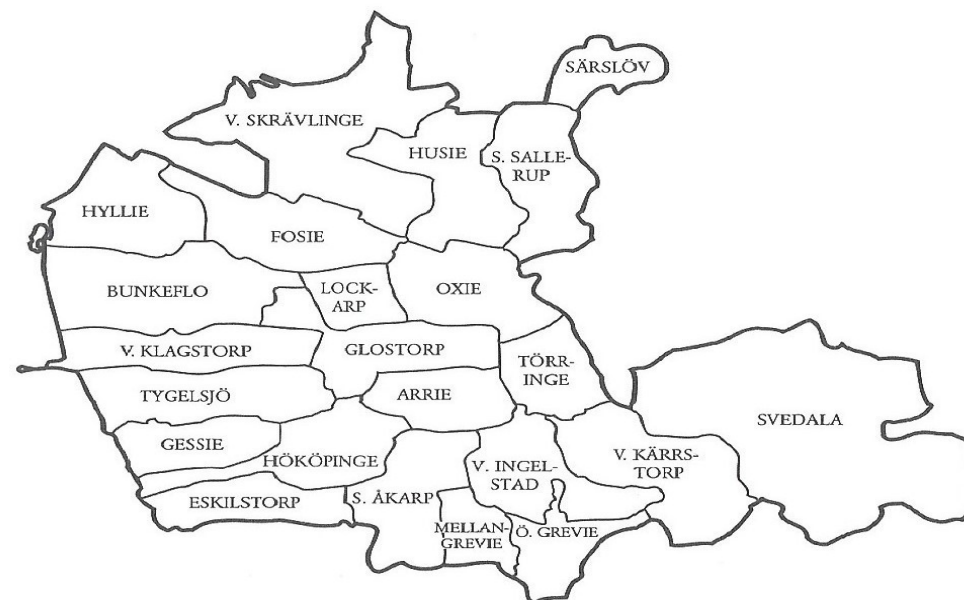 SÄRSLÖV
V. SKRÄVLINGE
HUSIE
S. SALLE-
RUP
HYLLIE
FOSIE
BUNKEFLO
LOCK-
ARP
OXIE
V. KLAGSTORP
GLOSTORP
TÖRR-
INGE
TYGELSJÖ
ARRIE
SVEDALA
GESSIE
HÖKÖPINGE
V. INGEL-
STAD
V. KÄRRS-
TORP
ESKILSTORP
S. ÅKARP
MELLAN-
GREVIE
Ö. GREVIE